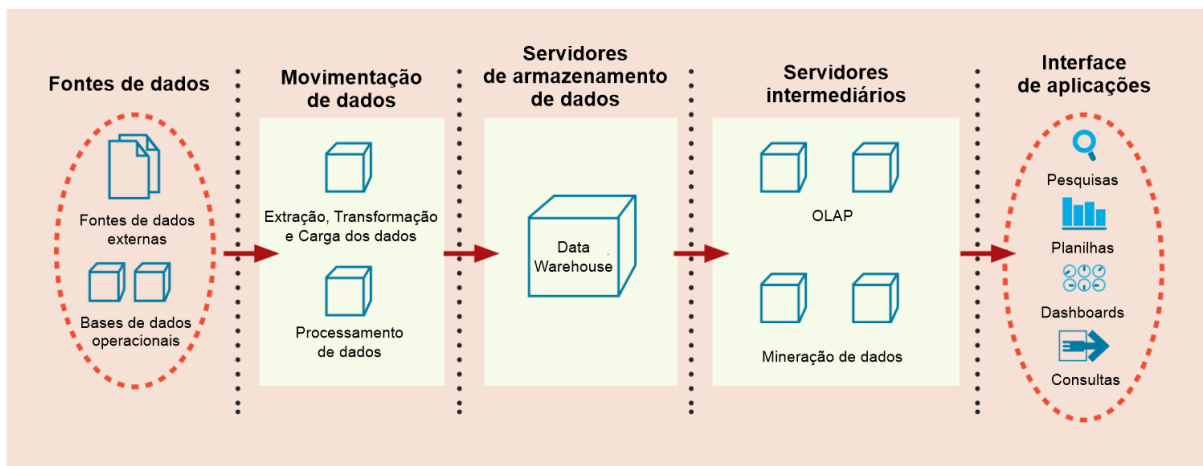 Fontes de dados
Fontes de dados
externas
Bases de dados
operacionais
Movimentação
de dados
Extração, Transformação
e Carga dos dados
Processamento
de dados
Servidores
de armazenamento
de dados
Data
Warehouse
Servidores
intermediários
OLAP
Mineração de dados
Interface
de aplicações
Pesquisas
Planilhas
Dashboards
Consultas